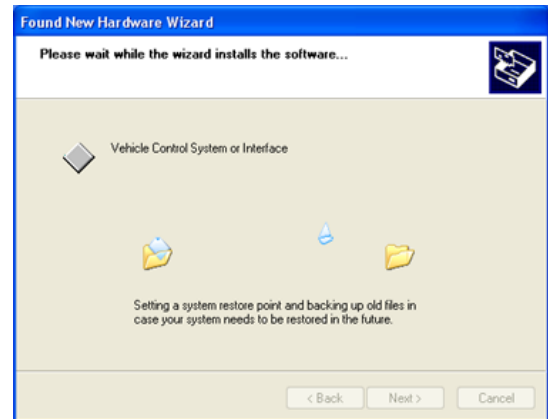 Found New Hardware Wizard
Please wait while the wizard installs the software...
Vehicle Control System or Interface
Setting a system restore point and backing up old files in
case your system needs to be restored in the future.
< Back Next > Cancel